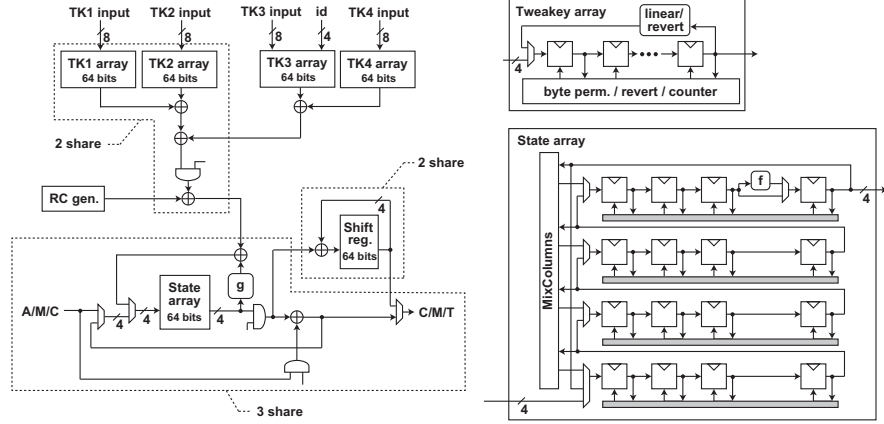 TK1 input
TK2 input
TK3 input
id
TK4 input
8
8
8
4
8
TK1 array
64 bits
TK2 array
64 bits
TK3 array
64 bits
TK4 array
64 bits
2 share
2 share
RC gen.
4
Shift
reg.
64 bits
g
State
array
64 bits
A/M/C
4
4
4
C/M/T
3 share
Tweakey array
linear/
revert
4
byte perm. / revert / counter
State array
MixColumns
f
4
4